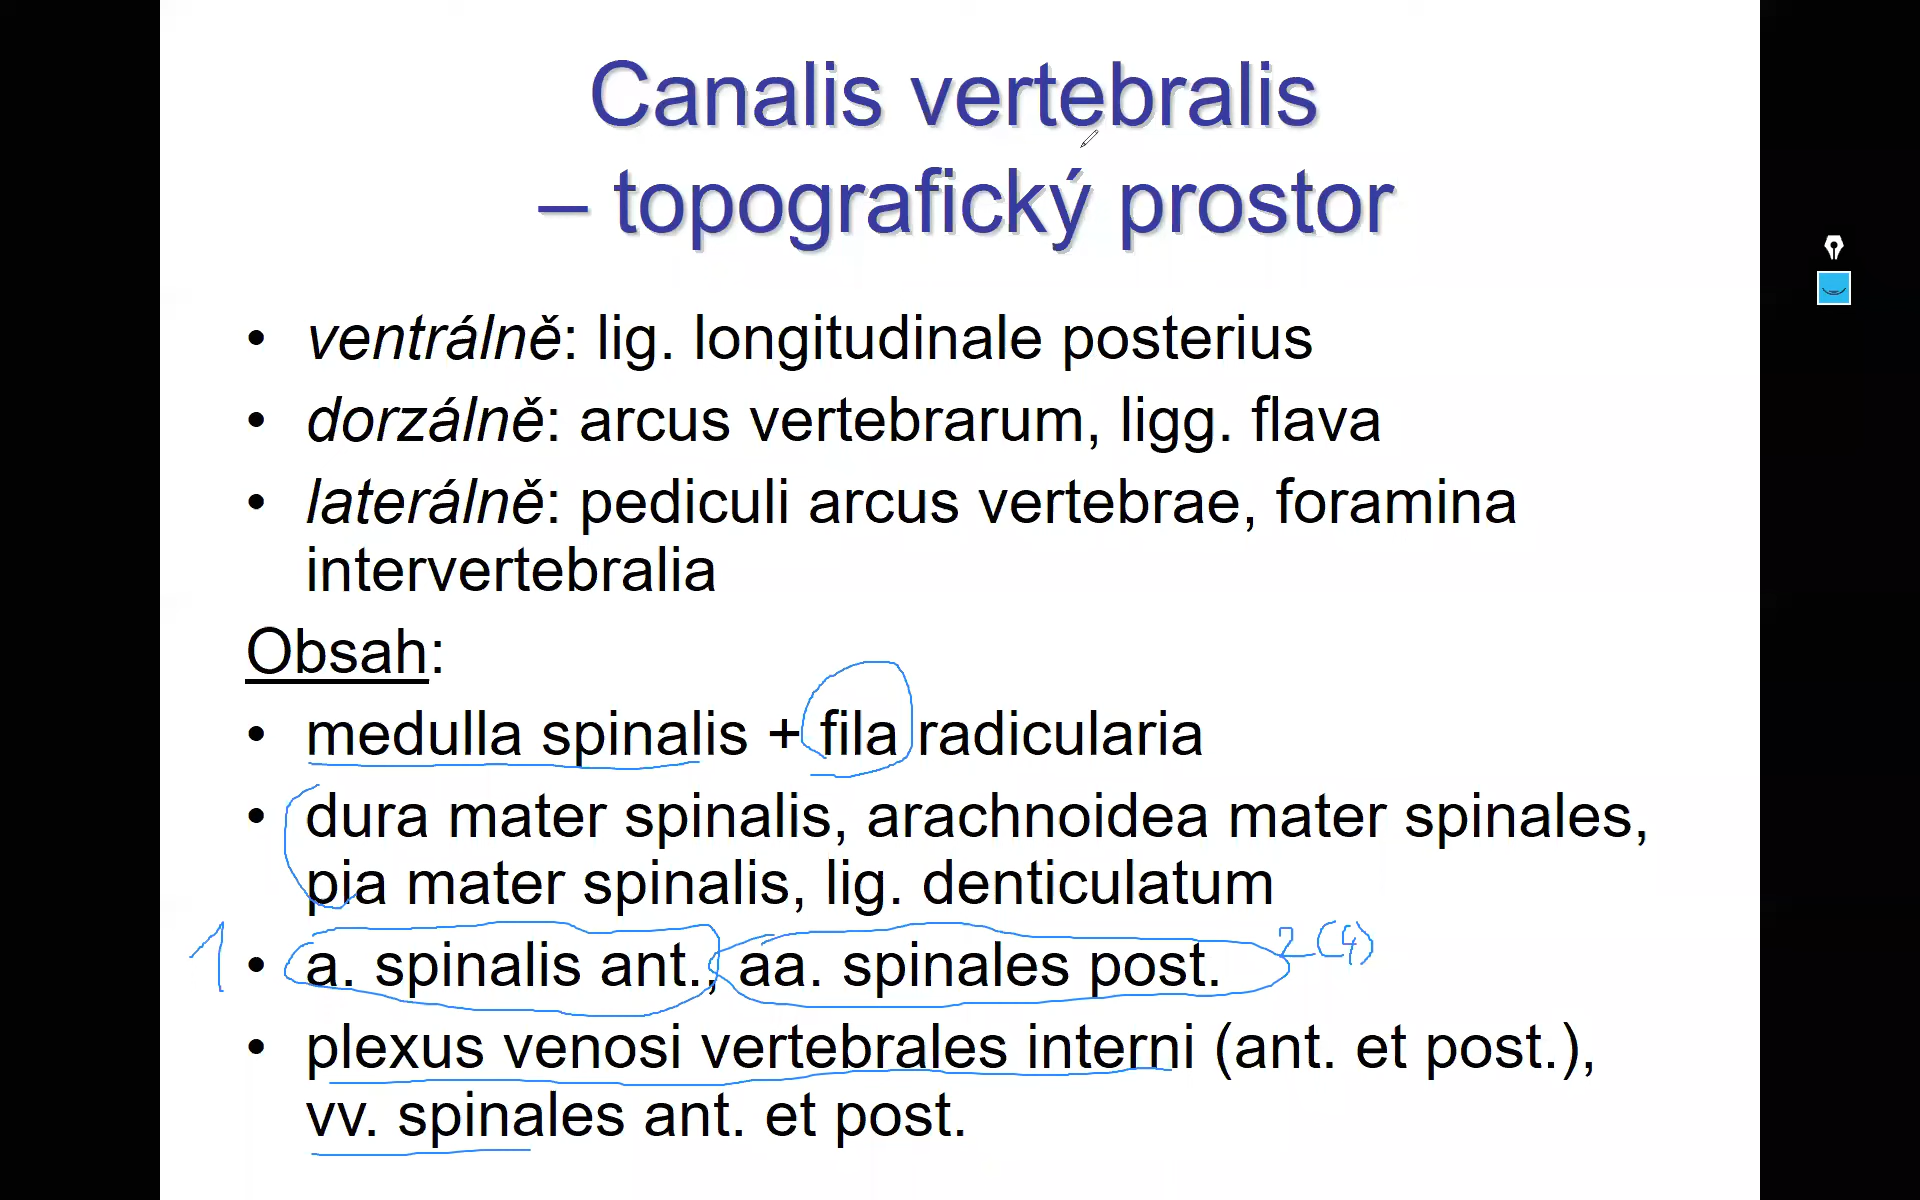 Canalis vertebralis
– topografický prostor
• ventrálně: lig. longitudinale posterius
• dorzálně: arcus vertebrarum, ligg. flava
• laterálně: pediculi arcus vertebrae, foramina
intervertebralia
Obsah:
• medulla spinalis + fila radicularia
• dura mater spinalis, arachnoidea mater spinales,
pia mater spinalis, lig. denticulatum
1 • a. spinalis ant., aa. spinales post. 2 (4)
• plexus venosi vertebrales interni (ant. et post.),
vv. spinales ant. et post.